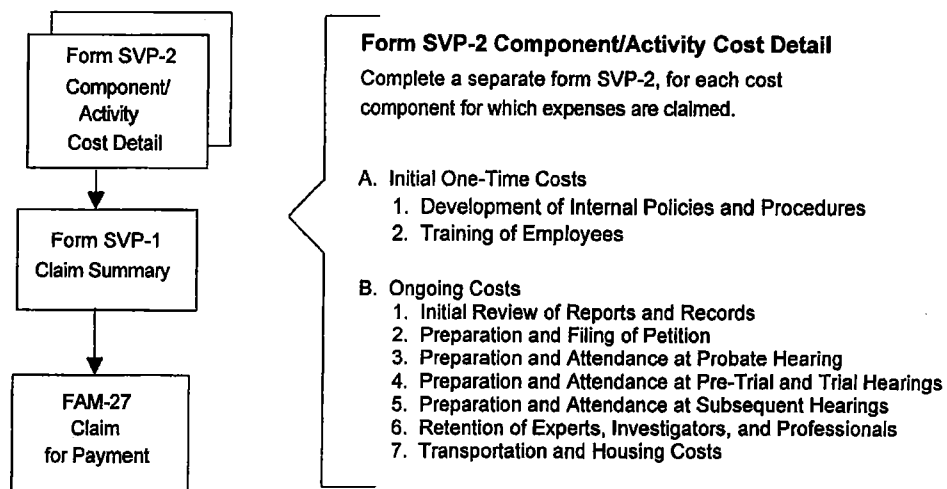 Form SVP-2
Component/
Activity
Cost Detail
Form SVP-1
Claim Summary
FAM-27
Claim
for Payment
Form SVP-2 Component/Activity Cost Detail
Complete a separate form SVP-2, for each cost
component for which expenses are claimed.
A. Initial One-Time Costs
1. Development of Internal Policies and Procedures
2. Training of Employees
B. Ongoing Costs
1. Initial Review of Reports and Records
2. Preparation and Filing of Petition
3. Preparation and Attendance at Probate Hearing
4. Preparation and Attendance at Pre-Trial and Trial Hearings
5. Preparation and Attendance at Subsequent Hearings
6. Retention of Experts, Investigators, and Professionals
7. Transportation and Housing Costs